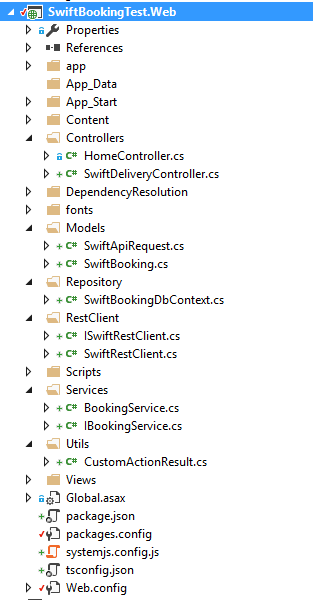 SwiftBookingTest.Web
Properties
References
app
App_Data
App_Start
Content
Controllers
C# HomeController.cs
C# SwiftDeliveryController.cs
DependencyResolution
fonts
Models
C# SwiftApiRequest.cs
C# SwiftBooking.cs
Repository
C# SwiftBookingDbContext.cs
RestClient
C# ISwiftRestClient.cs
C# SwiftRestClient.cs
Scripts
Services
C# BookingService.cs
C# IBookingService.cs
Utils
C# CustomActionResult.cs
Views
Global.asax
package.json
packages.config
systemjs.config.js
tsconfig.json
Web.config